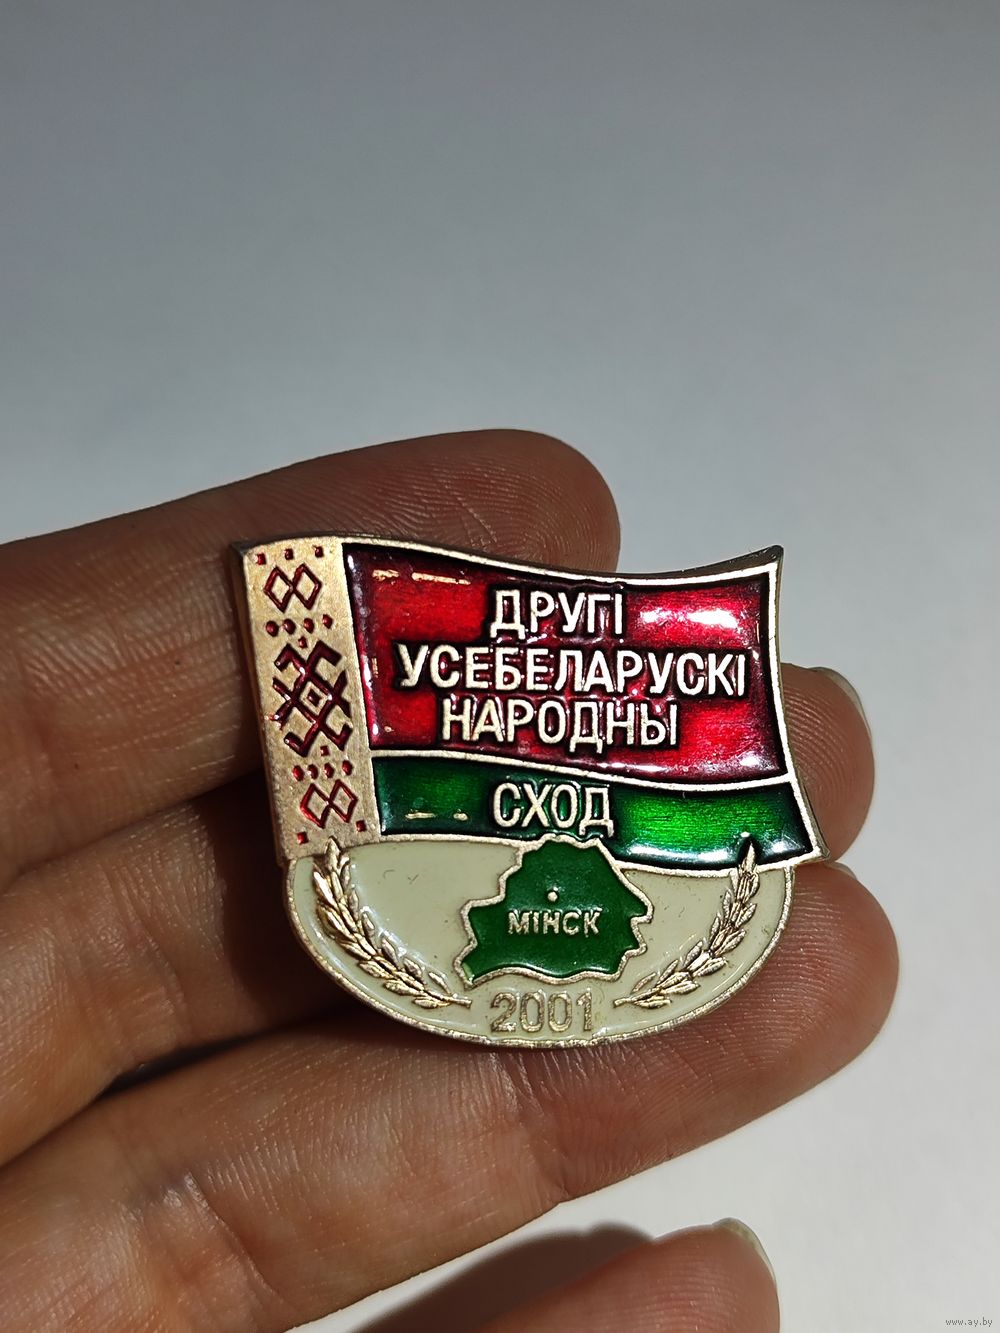 ДРУГІ
УСЕБЕЛАРУСКІ
НАРОДНЫ
СХОД
МІНСК
2001
www.ay.by